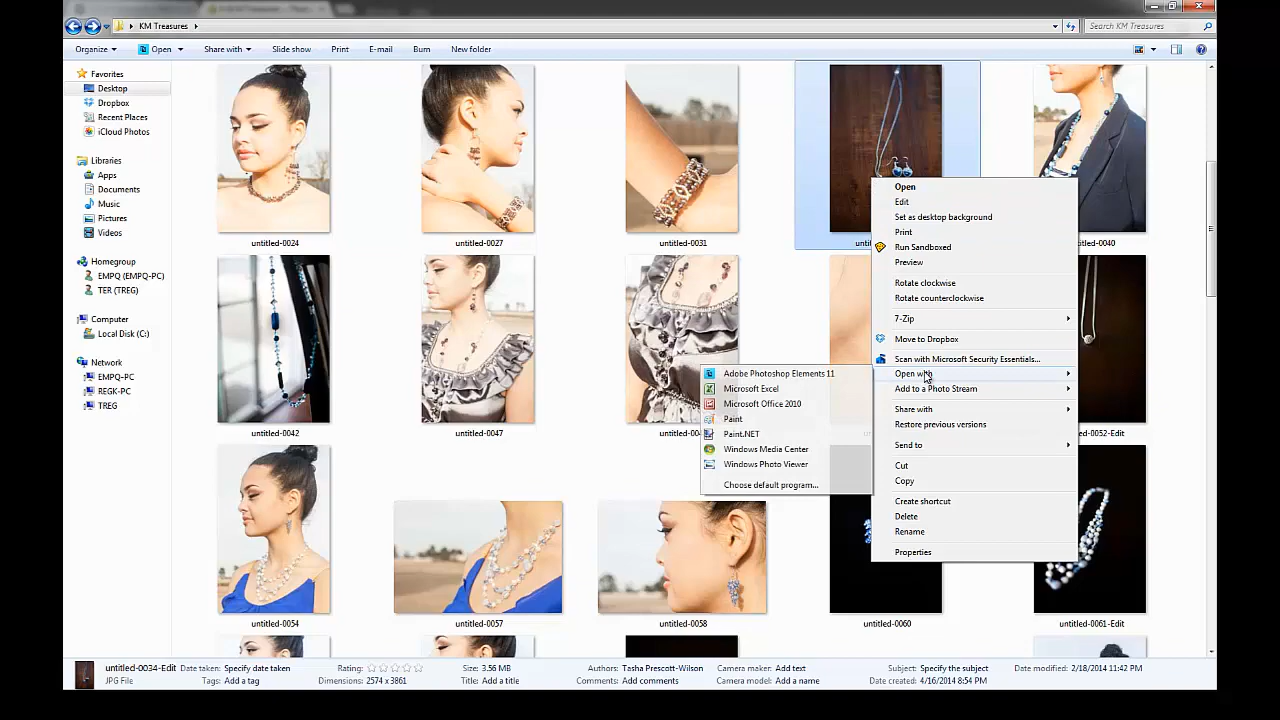 KM Treasures
Search KM Treasures
Organize
Open
Share with
Slide show
Print
E-mail
Burn
New folder
Favorites
Desktop
Dropbox
Recent Places
iCloud Photos
Libraries
Apps
Documents
Music
Pictures
Videos
Homegroup
EMPQ (EMPQ-PC)
TER (TREG)
Computer
Local Disk (C:)
Network
EMPQ-PC
REGK-PC
TREG
untitled-0024
untitled-0027
untitled-0031
untitled-0042
untitled-0047
untitled-0054
untitled-0057
untitled-0058
untitled-0060
untitled-0061-Edit
Open
Edit
Set as desktop background
Print
Run Sandboxed
Preview
Rotate clockwise
Rotate counterclockwise
7-Zip
Move to Dropbox
Scan with Microsoft Security Essentials...
Open with
Add to a Photo Stream
Share with
Restore previous versions
Send to
Cut
Copy
Create shortcut
Delete
Rename
Properties
Adobe Photoshop Elements 11
Microsoft Excel
Microsoft Office 2010
Paint
Paint.NET
Windows Media Center
Windows Photo Viewer
Choose default program...
untitled-0034-Edit Date taken: Specify date taken Rating: Size: 3.56 MB Authors: Tasha Prescott-Wilson Camera maker: Add text Subject: Specify the subject Date modified: 2/18/2014 11:42 PM
JPG File Tags: Add a tag Dimensions: 2574 x 3861 Title: Add a title Comments: Add comments Camera model: Add a name Date created: 4/16/2014 8:54 PM